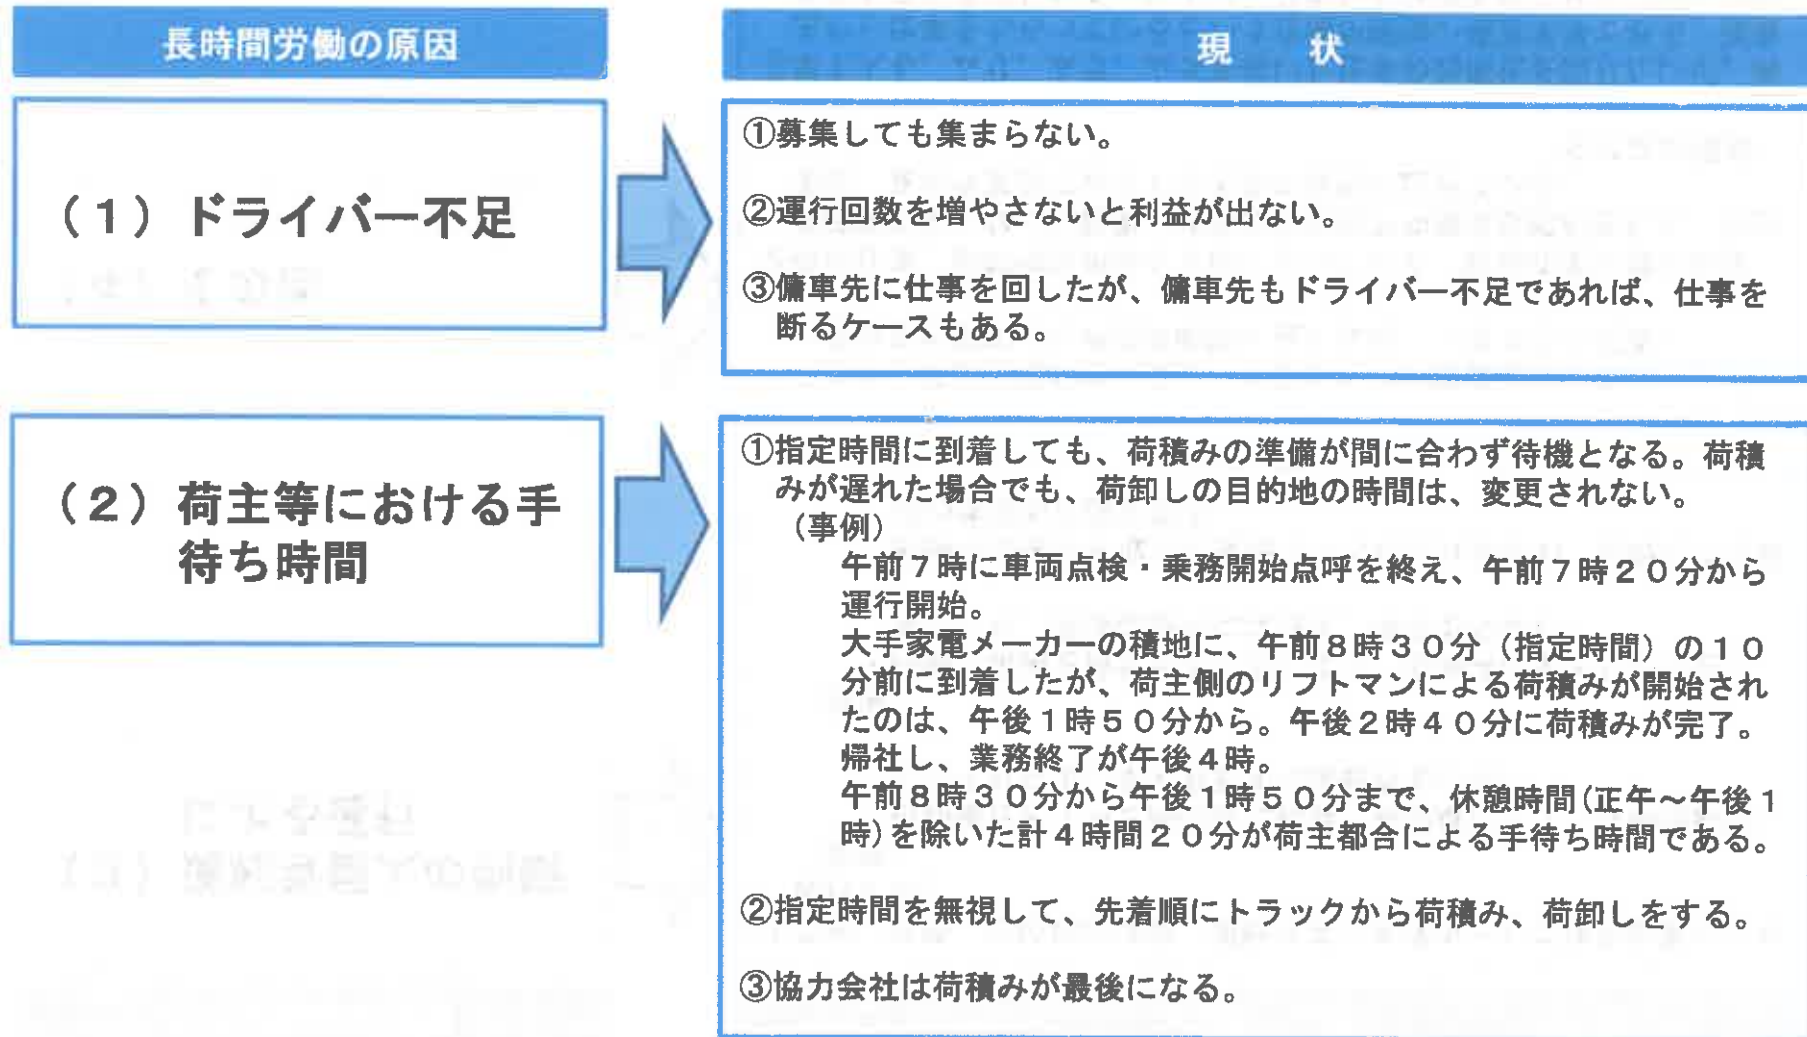 長時間労働の原因
現　　状
（１）ドライバー不足
①募集しても集まらない。
②運行回数を増やさないと利益が出ない。
③傭車先に仕事を回したが、傭車先もドライバー不足であれば、仕事を
断るケースもある。
（２）荷主等における手
待ち時間
①指定時間に到着しても、荷積みの準備が間に合わず待機となる。荷積
みが遅れた場合でも、荷卸しの目的地の時間は、変更されない。
（事例）
午前７時に車両点検・乗務開始点呼を終え、午前７時２０分から
運行開始。
大手家電メーカーの積地に、午前８時３０分（指定時間）の１０
分前に到着したが、荷主側のリフトマンによる荷積みが開始され
たのは、午後１時５０分から。午後２時４０分に荷積みが完了。
帰社し、業務終了が午後４時。
午前８時３０分から午後１時５０分まで、休憩時間(正午～午後１
時)を除いた計４時間２０分が荷主都合による手待ち時間である。
②指定時間を無視して、先着順にトラックから荷積み、荷卸しをする。
③協力会社は荷積みが最後になる。